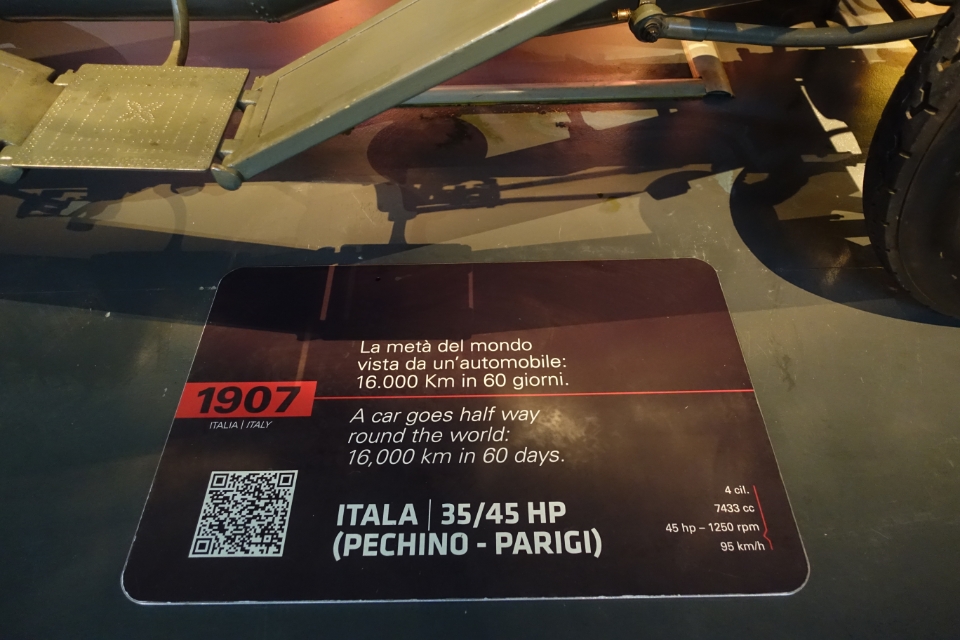 La metà del mondo
vista da un'automobile:
16.000 Km in 60 giorni.
1907
ITALIA | ITALY
A car goes half way
round the world:
16,000 km in 60 days.
ITALA | 35/45 HP
(PECHINO - PARIGI)
4 cil.
7433 cc
45 hp – 1250 rpm
95 km/h